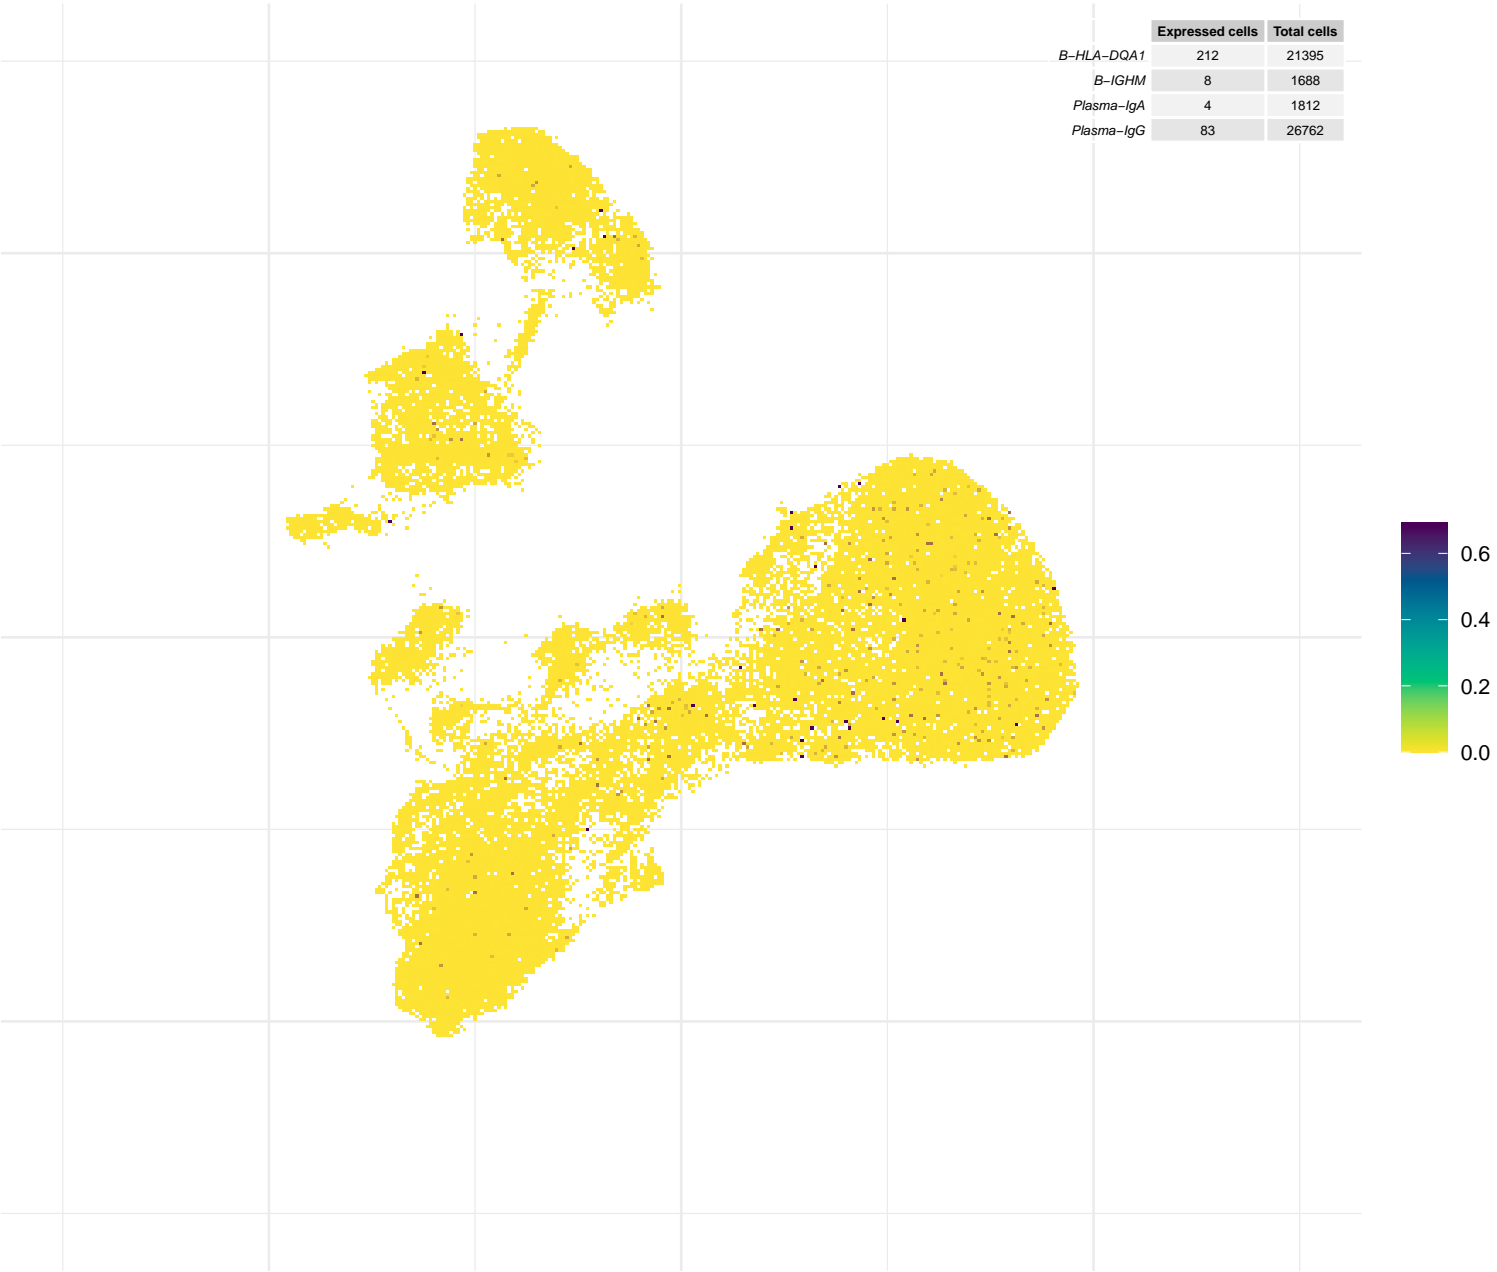 Expressed cells Total cells
B−HLA−DQA1 212 21395
B−IGHM 8 1688
Plasma−IgA 4 1812
Plasma−IgG 83 26762
0.6
0.4
0.2
0.0